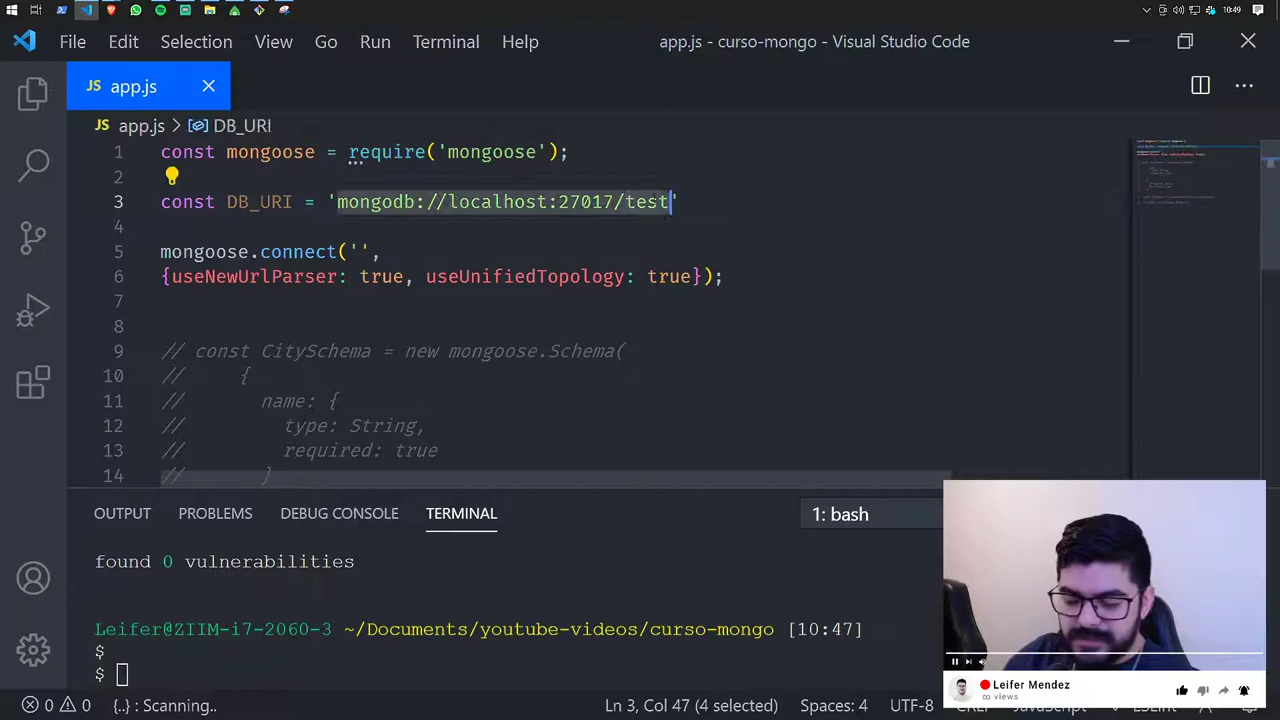 10:49
File Edit Selection View Go Run Terminal Help
app.js - curso-mongo - Visual Studio Code
JS app.js
JS app.js > DB_URI
1 const mongoose = require('mongoose');
2
3 const DB_URI = 'mongodb://localhost:27017/test'
4
5 mongoose.connect('',
6 {useNewUrlParser: true, useUnifiedTopology: true});
7
8
9 // const CitySchema = new mongoose.Schema(
10 // {
11 // name: {
12 // type: String,
13 // required: true
14 // }
OUTPUT PROBLEMS DEBUG CONSOLE TERMINAL 1: bash
found 0 vulnerabilities
Leifer@ZIIM-i7-2060-3 ~/Documents/youtube-videos/curso-mongo [10:47]
$
$
Leifer Mendez
∞ views
0 0 {..} : Scanning.. Ln 3, Col 47 (4 selected) Spaces: 4 UTF-8